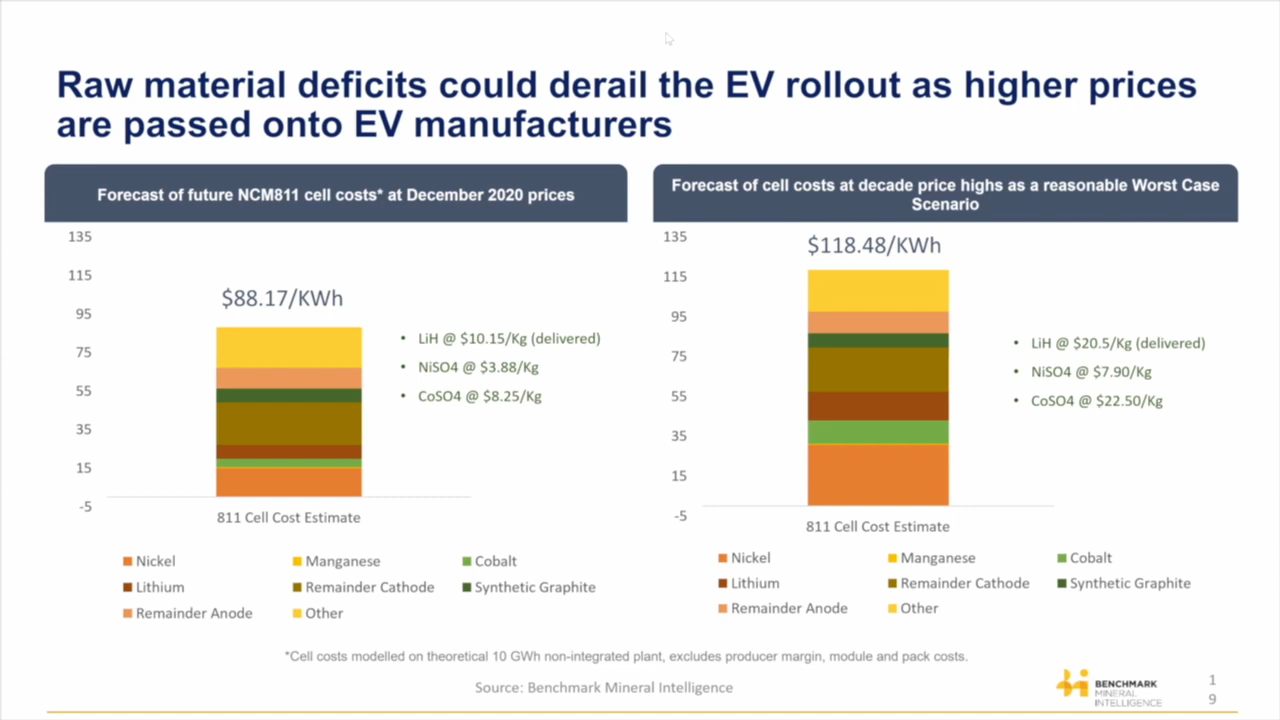 Raw material deficits could derail the EV rollout as higher prices
are passed onto EV manufacturers
Forecast of future NCM811 cell costs* at December 2020 prices
135
115
95
75
55
35
15
-5
$88.17/KWh
• LiH @ $10.15/Kg (delivered)
• NiSO4 @ $3.88/Kg
• CoSO4 @ $8.25/Kg
811 Cell Cost Estimate
Nickel Manganese Cobalt
Lithium Remainder Cathode Synthetic Graphite
Remainder Anode Other
Forecast of cell costs at decade price highs as a reasonable Worst Case
Scenario
135
115
95
75
55
35
15
-5
$118.48/KWh
• LiH @ $20.5/Kg (delivered)
• NiSO4 @ $7.90/Kg
• CoSO4 @ $22.50/Kg
811 Cell Cost Estimate
Nickel Manganese Cobalt
Lithium Remainder Cathode Synthetic Graphite
Remainder Anode Other
*Cell costs modelled on theoretical 10 GWh non-integrated plant, excludes producer margin, module and pack costs.
Source: Benchmark Mineral Intelligence
BENCHMARK
MINERAL
INTELLIGENCE
1
9